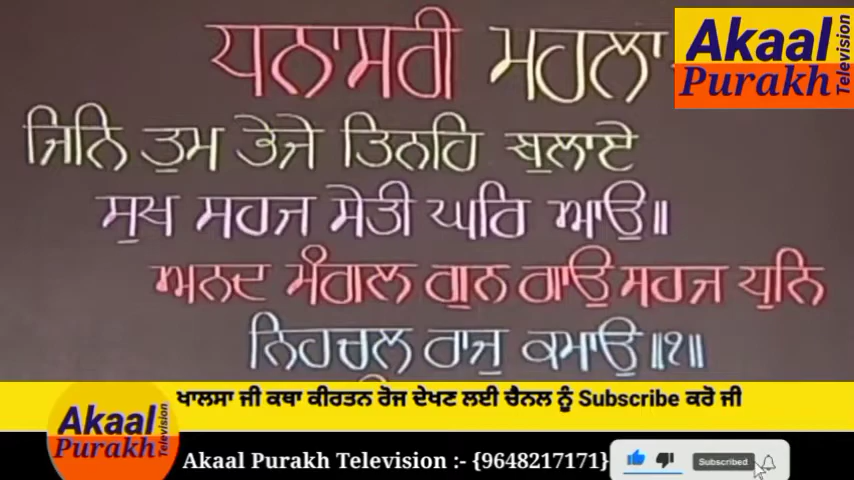 ਧਨਾਸਰੀ ਮਹਲਾ
ਜਿਨਿ ਤੁਮ ਭੇਜੇ ਤਿਨਹਿ ਬੁਲਾਏ
ਸੁਖ ਸਹਜ ਸੇਤੀ ਘਰਿ ਆਉ॥
ਅਨਦ ਮੰਗਲ ਗੁਨ ਗਾਉ ਸਹਜ ਧੁਨਿ
ਨਿਹਚਲ ਰਾਜੁ ਕਮਾਉ ॥੧॥
Akaal
Purakh
Television
ਖਾਲਸਾ ਜੀ ਕਥਾ ਕੀਰਤਨ ਰੋਜ ਦੇਖਣ ਲਈ ਚੈਨਲ ਨੂੰ Subscribe ਕਰੋ ਜੀ
Akaal
Purakh
Television
Akaal Purakh Television :- {9648217171}
Subscribed